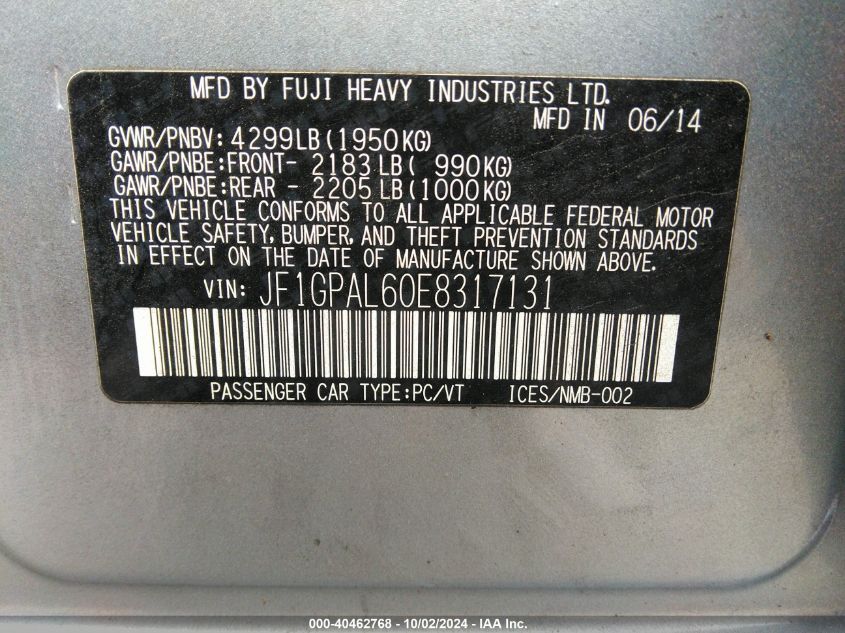 MFD BY FUJI HEAVY INDUSTRIES LTD.
MFD IN 06/14
GVWR/PNBV: 4299LB(1950KG)
GAWR/PNBE:FRONT- 2183LB( 990KG)
GAWR/PNBE:REAR - 2205LB(1000KG)
THIS VEHICLE CONFORMS TO ALL APPLICABLE FEDERAL MOTOR
VEHICLE SAFETY, BUMPER, AND THEFT PREVENTION STANDARDS
IN EFFECT ON THE DATE OF MANUFACTURE SHOWN ABOVE.
VIN: JF1GPAL60E8317131
PASSENGER CAR TYPE:PC/VT ICES/NMB-002
000-40462768 - 10/02/2024 - IAA Inc.